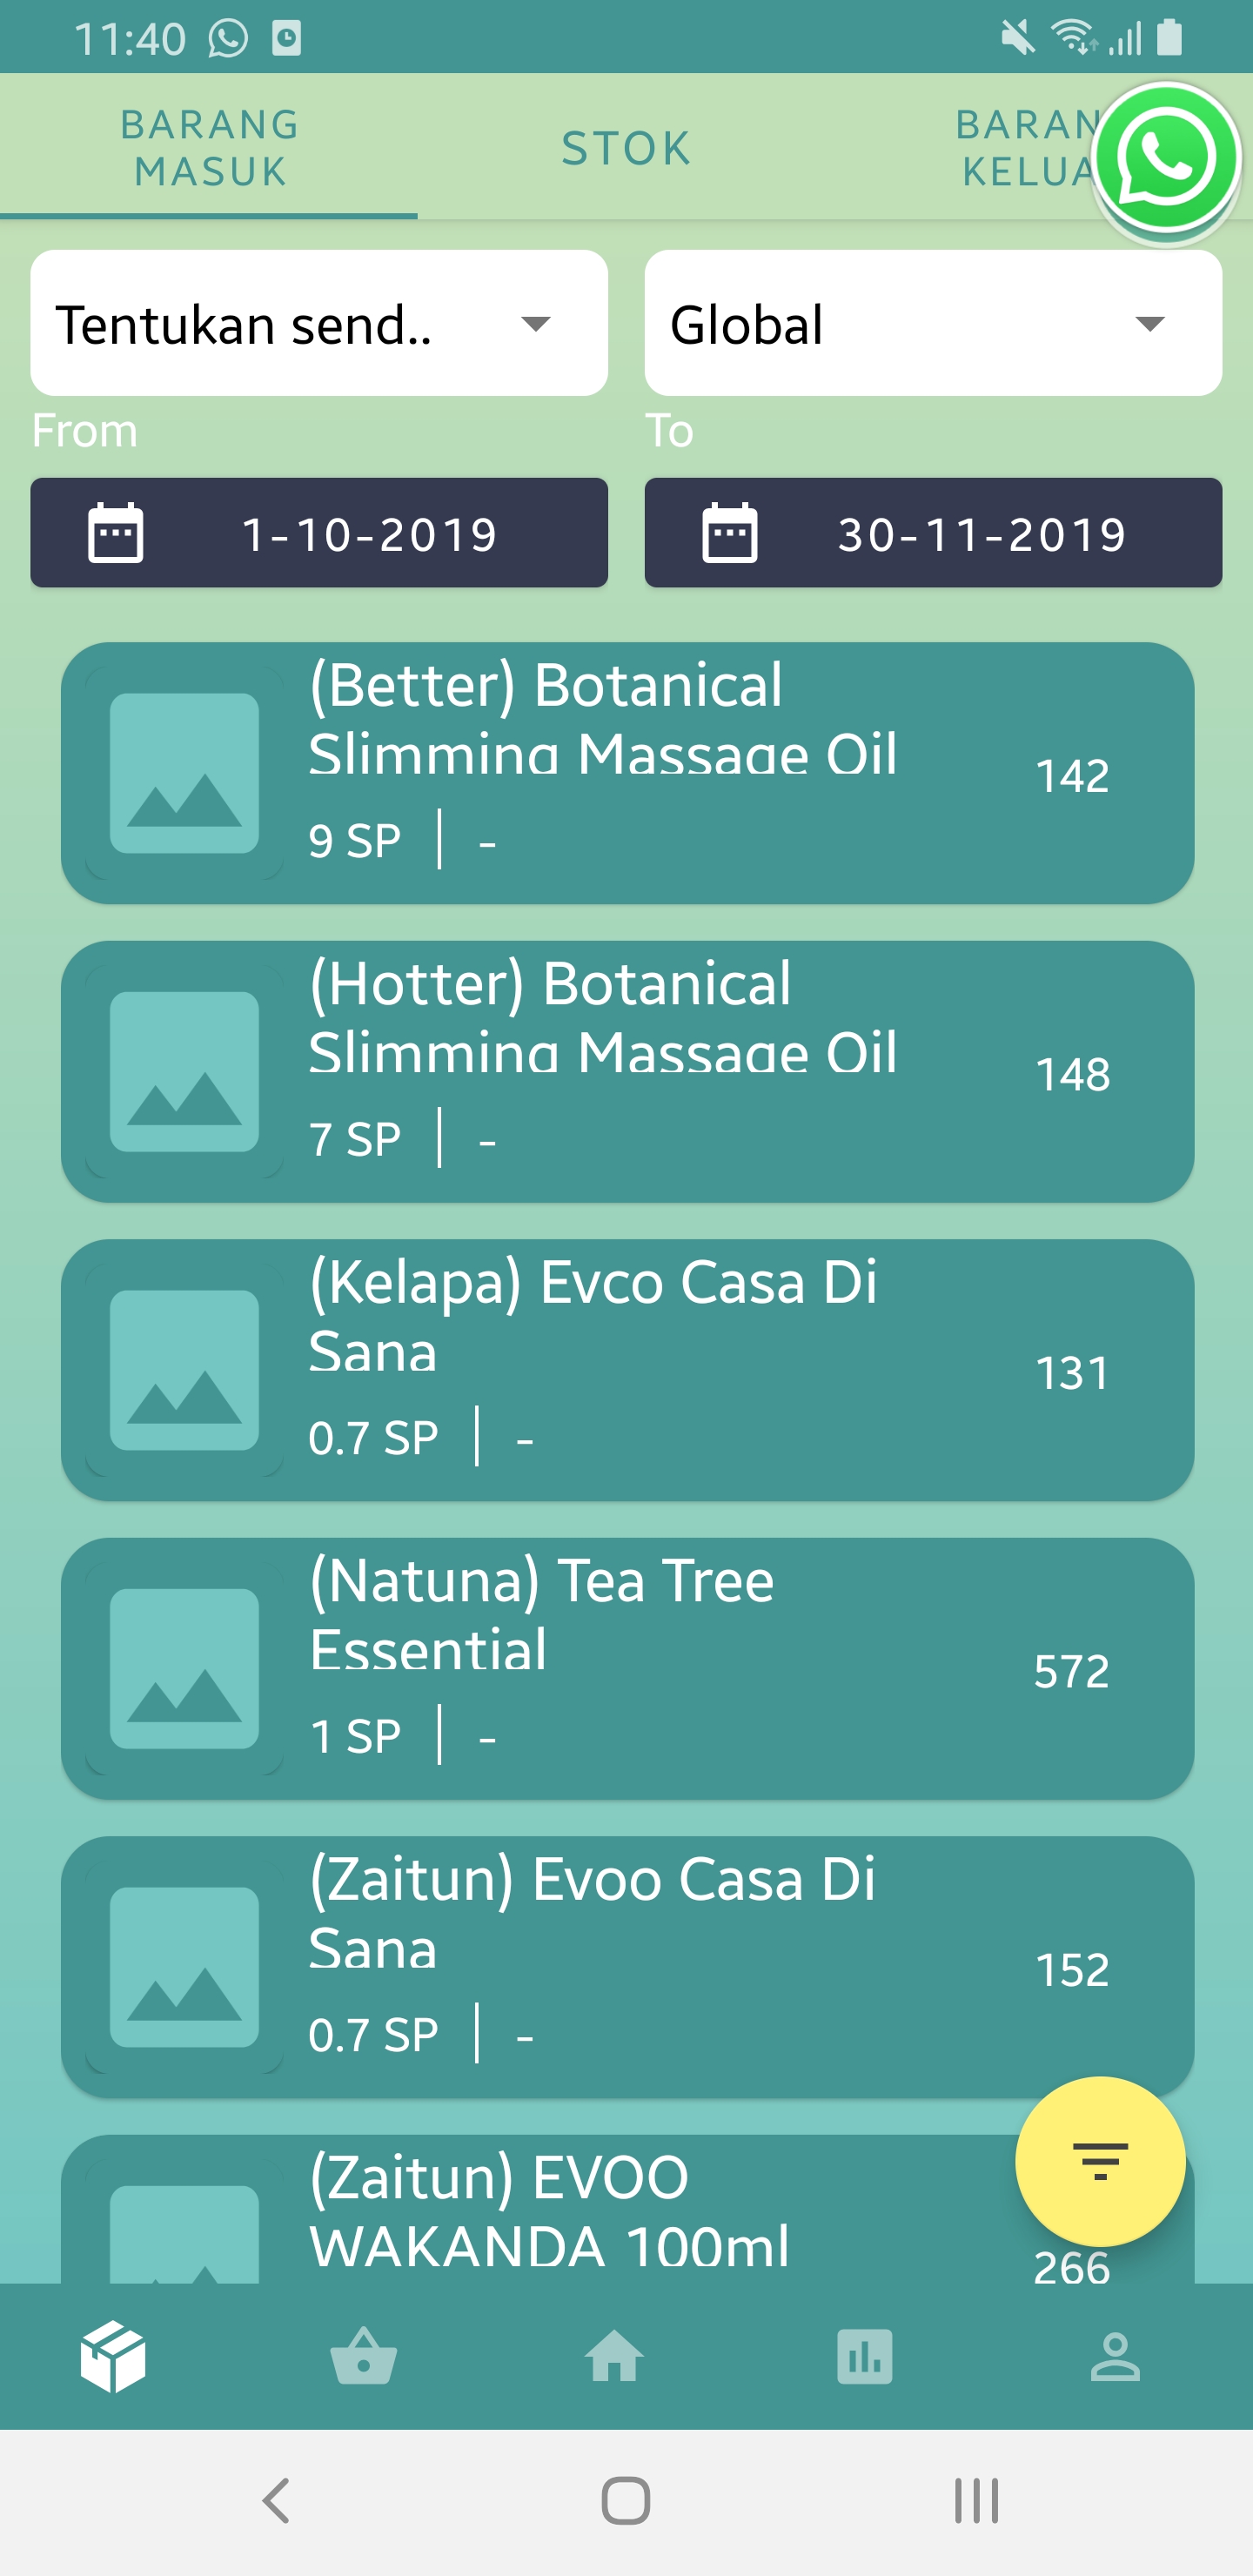 11:40
BARANG
MASUK
STOK
BARAN
KELUA
Tentukan send..
Global
From
To
1-10-2019
30-11-2019
(Better) Botanical
Slimming Massage Oil
142
9 SP | -
(Hotter) Botanical
Slimming Massage Oil
148
7 SP | -
(Kelapa) Evco Casa Di
Sana
131
0.7 SP | -
(Natuna) Tea Tree
Essential
572
1 SP | -
(Zaitun) Evoo Casa Di
Sana
152
0.7 SP | -
(Zaitun) EVOO
WAKANDA 100ml
266